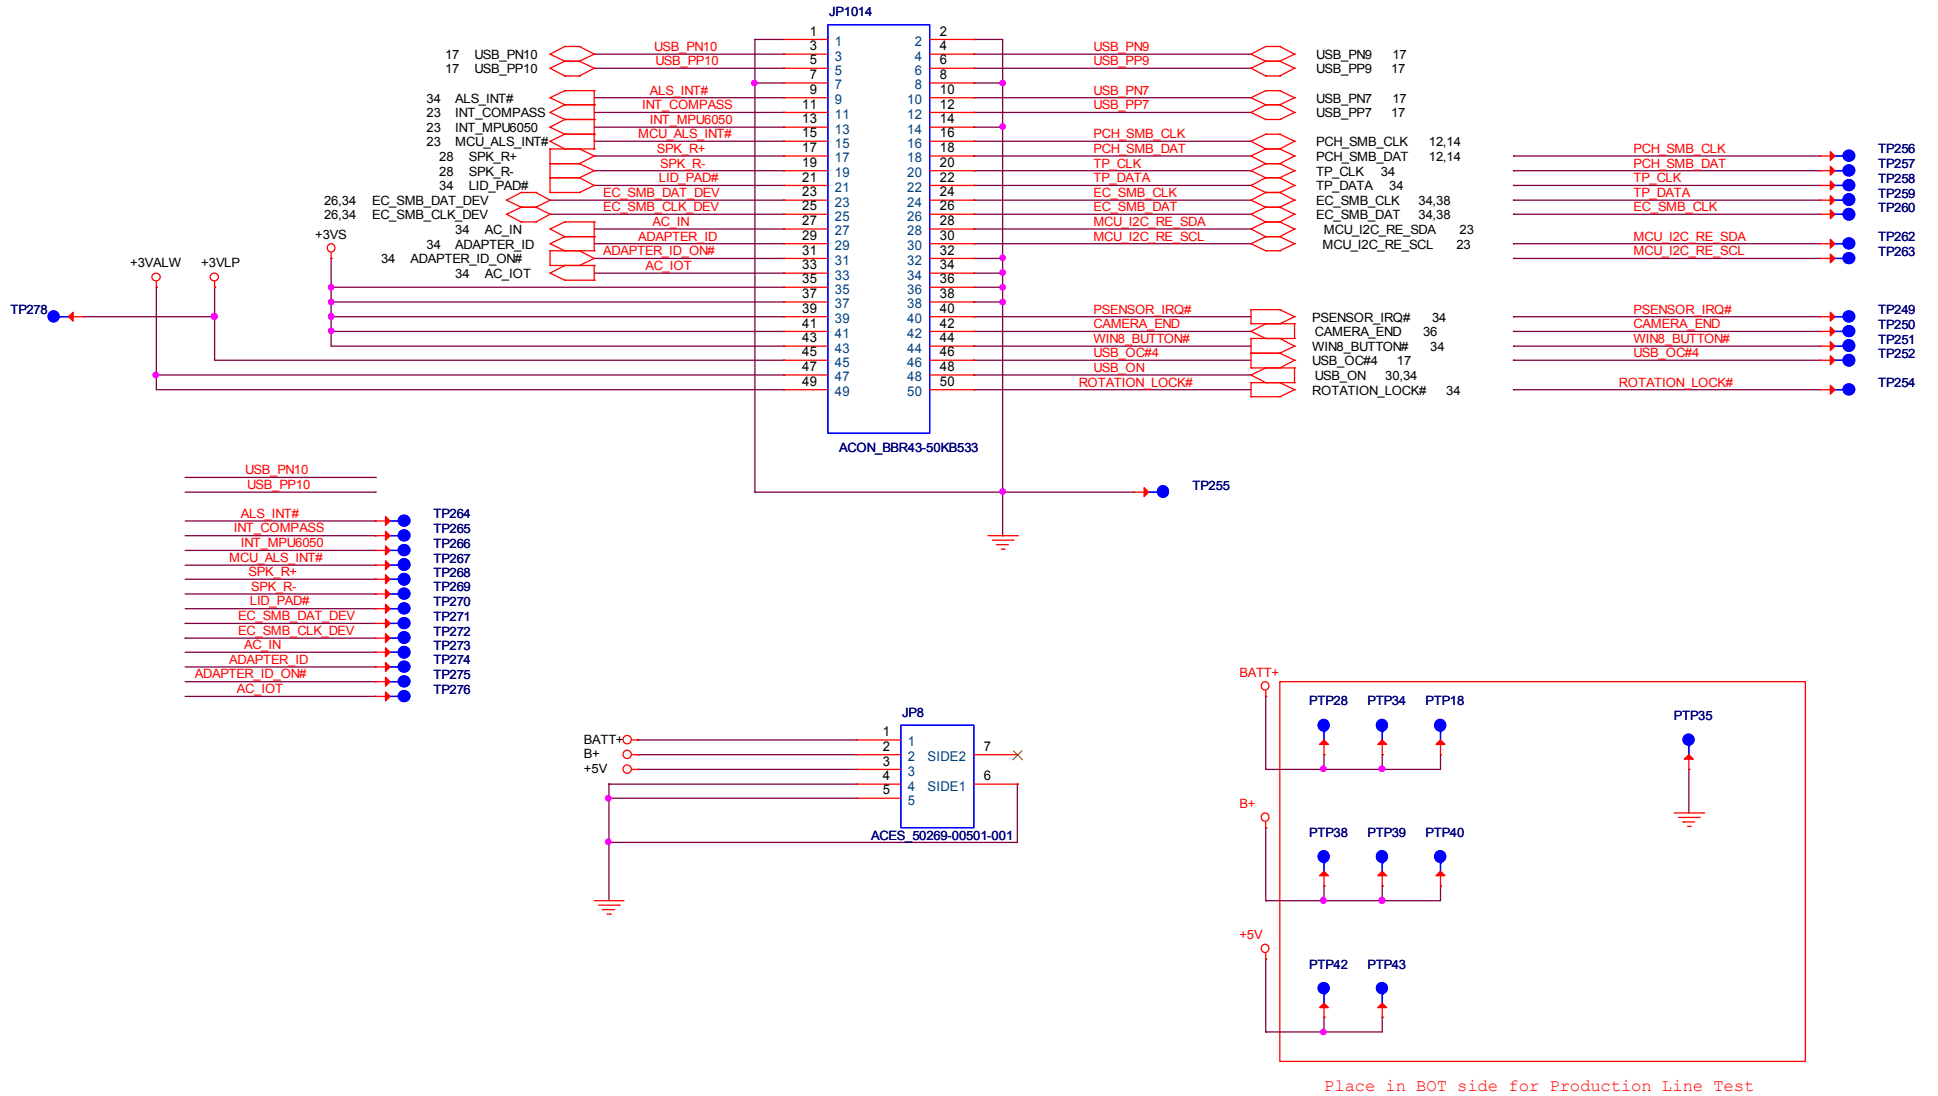 JP1014
1 2
3 4
5 6
7 8
9 10
11 12
13 14
15 16
17 18
19 20
21 22
23 24
25 26
27 28
29 30
31 32
33 34
35 36
37 38
39 40
41 42
43 44
45 46
47 48
49 50
1 2
3 4
5 6
7 8
9 10
11 12
13 14
15 16
17 18
19 20
21 22
23 24
25 26
27 28
29 30
31 32
33 34
35 36
37 38
39 40
41 42
43 44
45 46
47 48
49 50
ACON_BBR43-50KB533
17 USB_PN10 USB_PN10
17 USB_PP10 USB_PP10
34 ALS_INT# ALS_INT#
23 INT_COMPASS INT_COMPASS
23 INT_MPU6050 INT_MPU6050
23 MCU_ALS_INT# MCU_ALS_INT#
28 SPK_R+ SPK_R+
28 SPK_R- SPK_R-
34 LID_PAD# LID_PAD#
26,34 EC_SMB_DAT_DEV EC_SMB_DAT_DEV
26,34 EC_SMB_CLK_DEV EC_SMB_CLK_DEV
34 AC_IN AC_IN
34 ADAPTER_ID ADAPTER_ID
34 ADAPTER_ID_ON# ADAPTER_ID_ON#
34 AC_IOT AC_IOT
+3VS
+3VALW
+3VLP
TP278
USB_PN9 USB_PN9 17
USB_PP9 USB_PP9 17
USB_PN7 USB_PN7 17
USB_PP7 USB_PP7 17
PCH_SMB_CLK PCH_SMB_CLK 12,14
PCH_SMB_DAT PCH_SMB_DAT 12,14
TP_CLK TP_CLK 34
TP_DATA TP_DATA 34
EC_SMB_CLK EC_SMB_CLK 34,38
EC_SMB_DAT EC_SMB_DAT 34,38
MCU_I2C_RE_SDA MCU_I2C_RE_SDA 23
MCU_I2C_RE_SCL MCU_I2C_RE_SCL 23
PSENSOR_IRQ# PSENSOR_IRQ# 34
CAMERA_END CAMERA_END 36
WIN8_BUTTON# WIN8_BUTTON# 34
USB_OC#4 USB_OC#4 17
USB_ON USB_ON 30,34
ROTATION_LOCK# ROTATION_LOCK# 34
PCH_SMB_CLK TP256
PCH_SMB_DAT TP257
TP_CLK TP258
TP_DATA TP259
EC_SMB_CLK TP260
MCU_I2C_RE_SDA TP262
MCU_I2C_RE_SCL TP263
PSENSOR_IRQ# TP249
CAMERA_END TP250
WIN8_BUTTON# TP251
USB_OC#4 TP252
ROTATION_LOCK# TP254
TP255
USB_PN10
USB_PP10
ALS_INT# TP264
INT_COMPASS TP265
INT_MPU6050 TP266
MCU_ALS_INT# TP267
SPK_R+ TP268
SPK_R- TP269
LID_PAD# TP270
EC_SMB_DAT_DEV TP271
EC_SMB_CLK_DEV TP272
AC_IN TP273
ADAPTER_ID TP274
ADAPTER_ID_ON# TP275
AC_IOT TP276
JP8
BATT+ 1 1
B+ 2 2 SIDE2 7
+5V 3 3
4 4 SIDE1 6
5 5
ACES_50269-00501-001
BATT+
PTP28 PTP34 PTP18
PTP35
B+
PTP38 PTP39 PTP40
+5V
PTP42 PTP43
Place in BOT side for Production Line Test